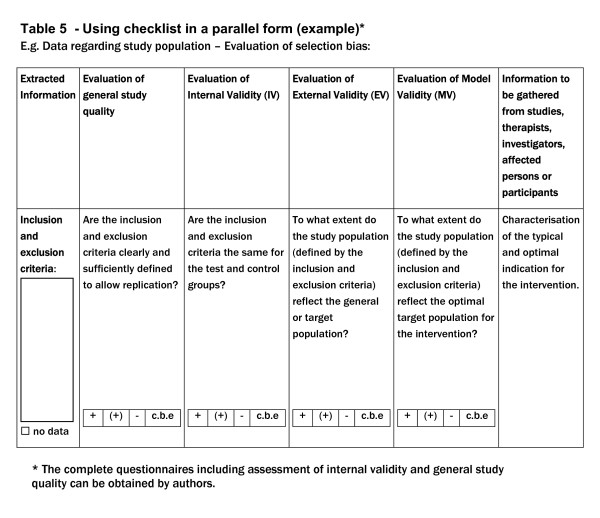 Table 5 - Using checklist in a parallel form (example)*
E.g. Data regarding study population – Evaluation of selection bias:
Extracted
Information
Evaluation of
general study
quality
Evaluation of
Internal Validity (IV)
Evaluation of
External Validity (EV)
Evaluation of Model
Validity (MV)
Information to
be gathered
from studies,
therapists,
investigators,
affected
persons or
participants
Inclusion
and
exclusion
criteria:
☐ no data
Are the inclusion
and exclusion
criteria clearly and
sufficiently defined
to allow replication?
+ (+) - c.b.e
Are the inclusion
and exclusion
criteria the same for
the test and control
groups?
+ (+) - c.b.e
To what extent do
the study population
(defined by the
inclusion and
exclusion criteria)
reflect the general
or target
population?
+ (+) - c.b.e
To what extent do
the study population
(defined by the
inclusion and
exclusion criteria)
reflect the optimal
target population for
the intervention?
+ (+) - c.b.e
Characterisation
of the typical
and optimal
indication for
the intervention.
* The complete questionnaires including assessment of internal validity and general study
quality can be obtained by authors.